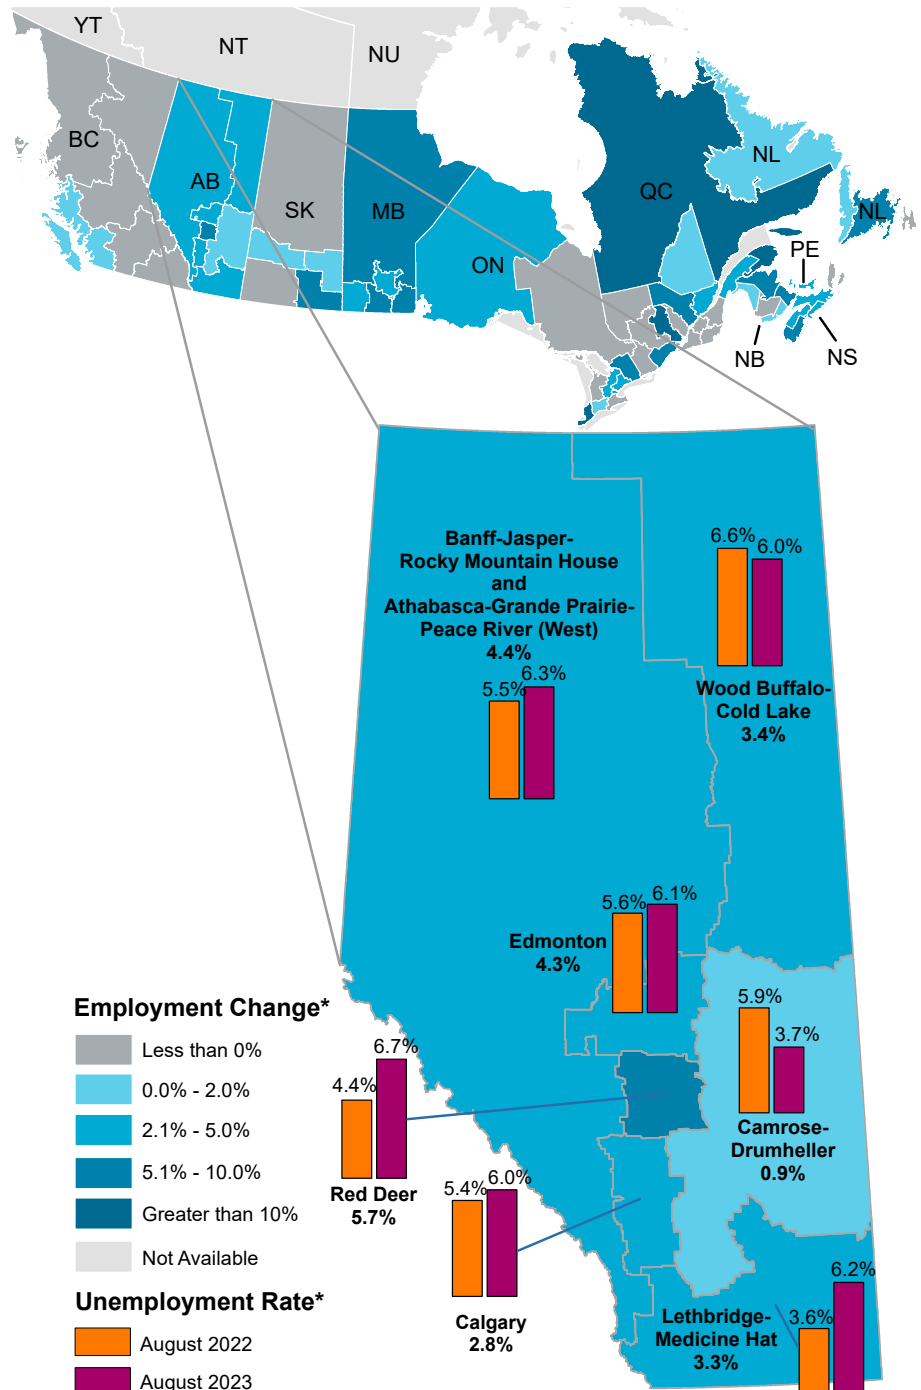 YT
NT
NU
BC
AB
SK
MB
ON
QC
NL
NL
PE
NB
NS
Banff-Jasper-
Rocky Mountain House
and
Athabasca-Grande Prairie-
Peace River (West)
4.4%
5.5%
6.3%
6.6%
6.0%
Wood Buffalo-
Cold Lake
3.4%
Edmonton
4.3%
5.6%
6.1%
5.9%
3.7%
Camrose-
Drumheller
0.9%
4.4%
6.7%
Red Deer
5.7%
5.4%
6.0%
Calgary
2.8%
Lethbridge-
Medicine Hat
3.3%
3.6%
6.2%
Employment Change*
Less than 0%
0.0% - 2.0%
2.1% - 5.0%
5.1% - 10.0%
Greater than 10%
Not Available
Unemployment Rate*
August 2022
August 2023